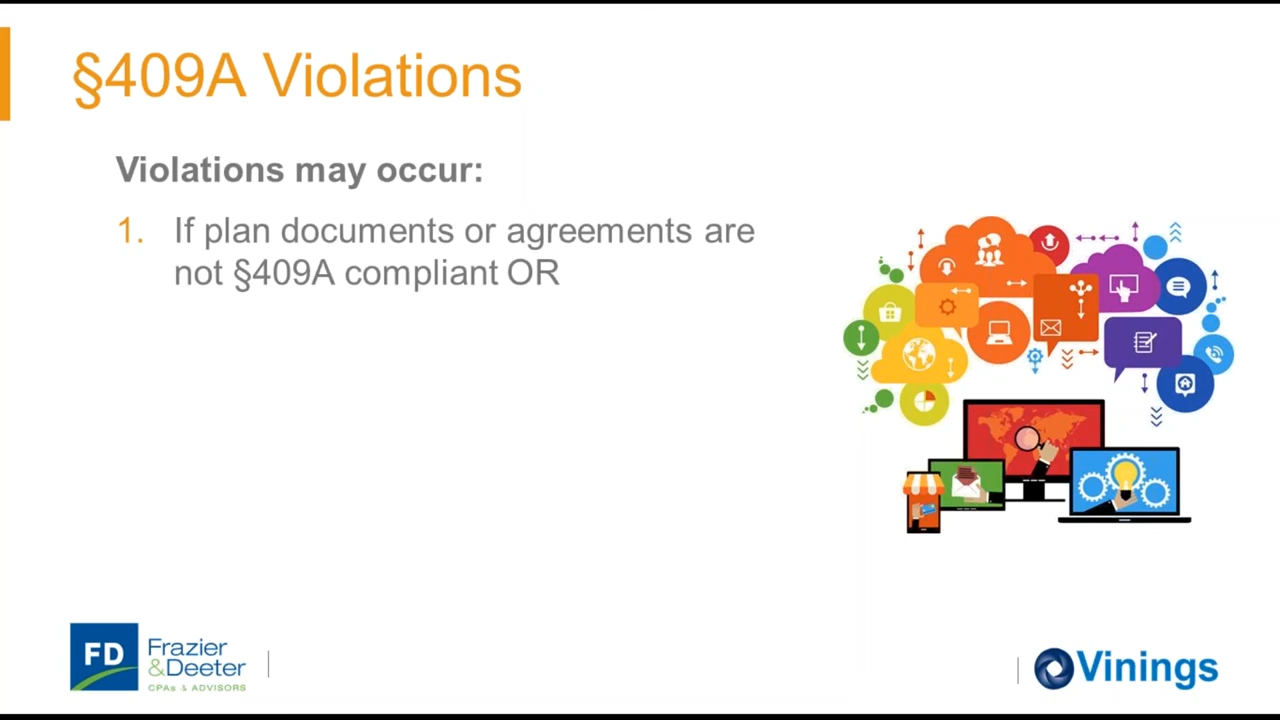 §409A Violations
Violations may occur:
1. If plan documents or agreements are
not §409A compliant OR
FD
Frazier
&Deeter
CPAs & ADVISORS
Vinings